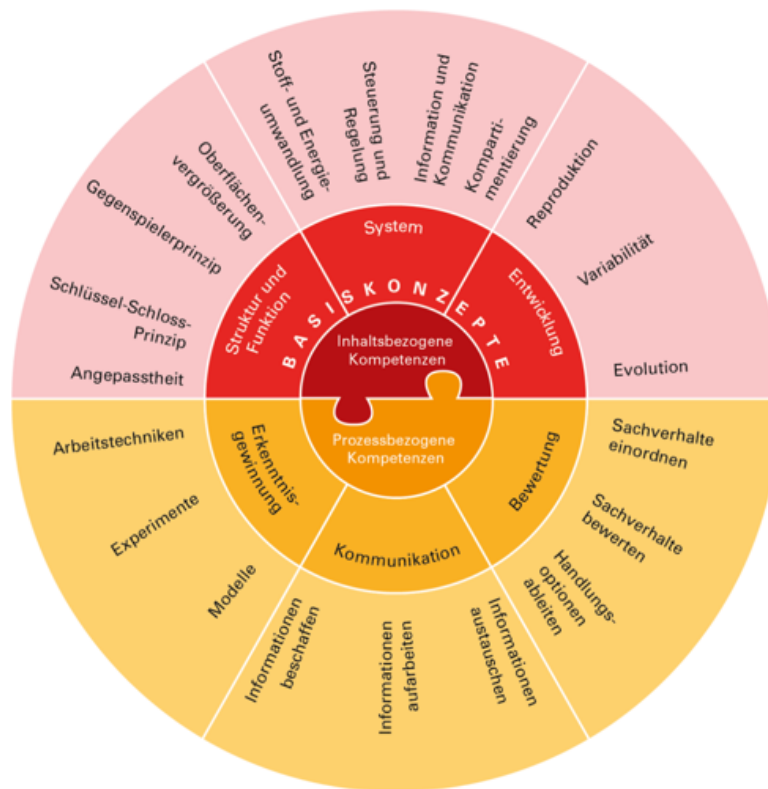 Stoff- und Energie-
umwandlung
Steuerung und
Regelung
Information und
Kommunikation
Komparti-
mentierung
Oberflächen-
vergrößerung
Gegenspielerprinzip
Schlüssel-Schloss-
Prinzip
Angepasstheit
Reproduktion
Variabilität
Evolution
Struktur und
Funktion
System
Entwicklung
BASISKONZEPTE
Inhaltsbezogene
Kompetenzen
Prozessbezogene
Kompetenzen
Erkenntnis-
gewinnung
Kommunikation
Bewertung
Arbeitstechniken
Experimente
Modelle
Informationen
beschaffen
Informationen
aufarbeiten
Informationen
austauschen
Handlungs-
optionen
ableiten
Sachverhalte
bewerten
Sachverhalte
einordnen